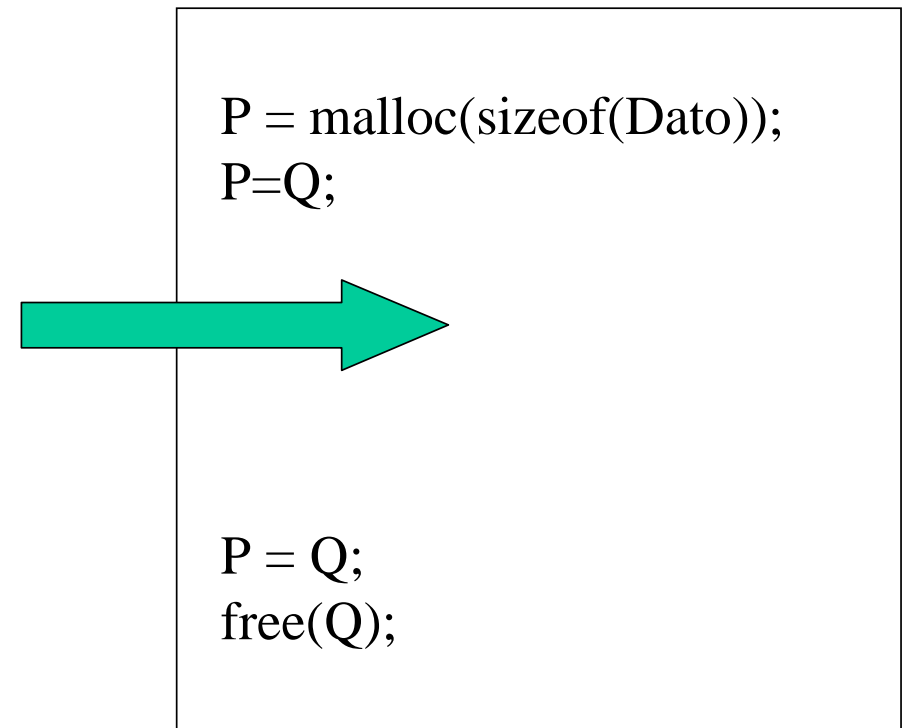 P = malloc(sizeof(Dato));
P=Q;
P = Q;
free(Q);